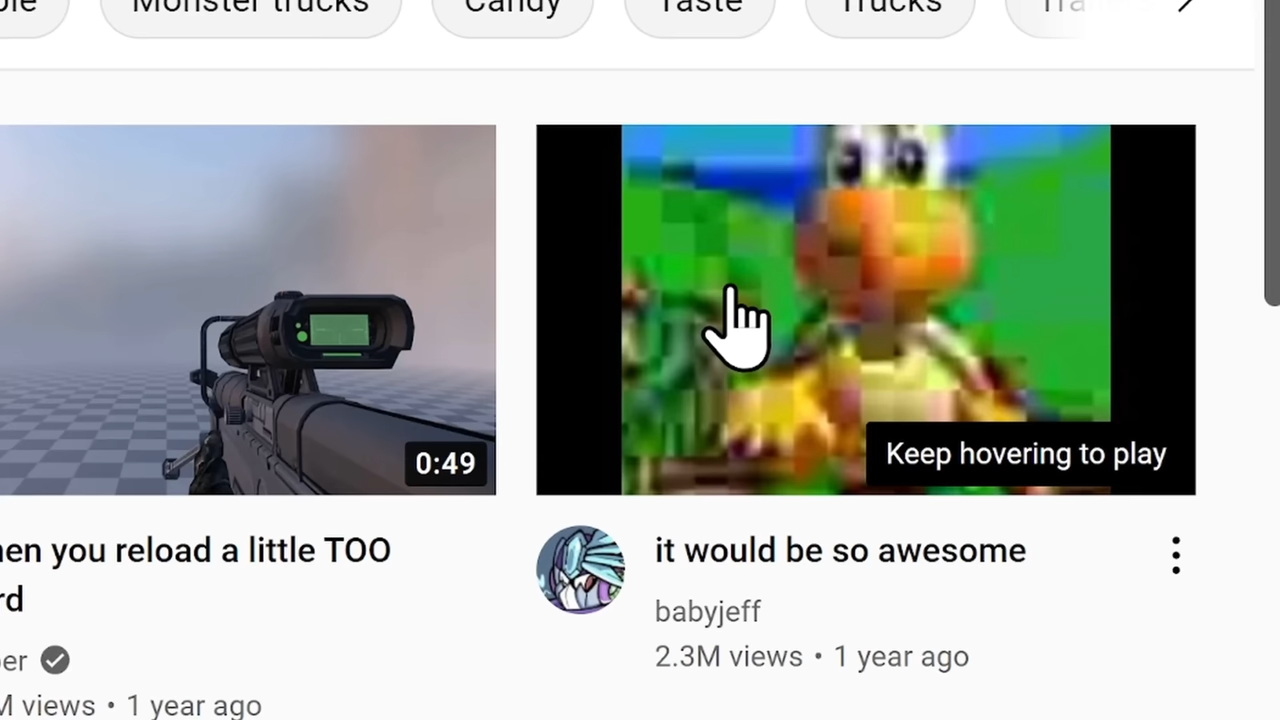 Monster trucks
Candy
Taste
Trucks
0:49
Keep hovering to play
en you reload a little TOO
rd
er
M views • 1 year ago
it would be so awesome
babyjeff
2.3M views • 1 year ago